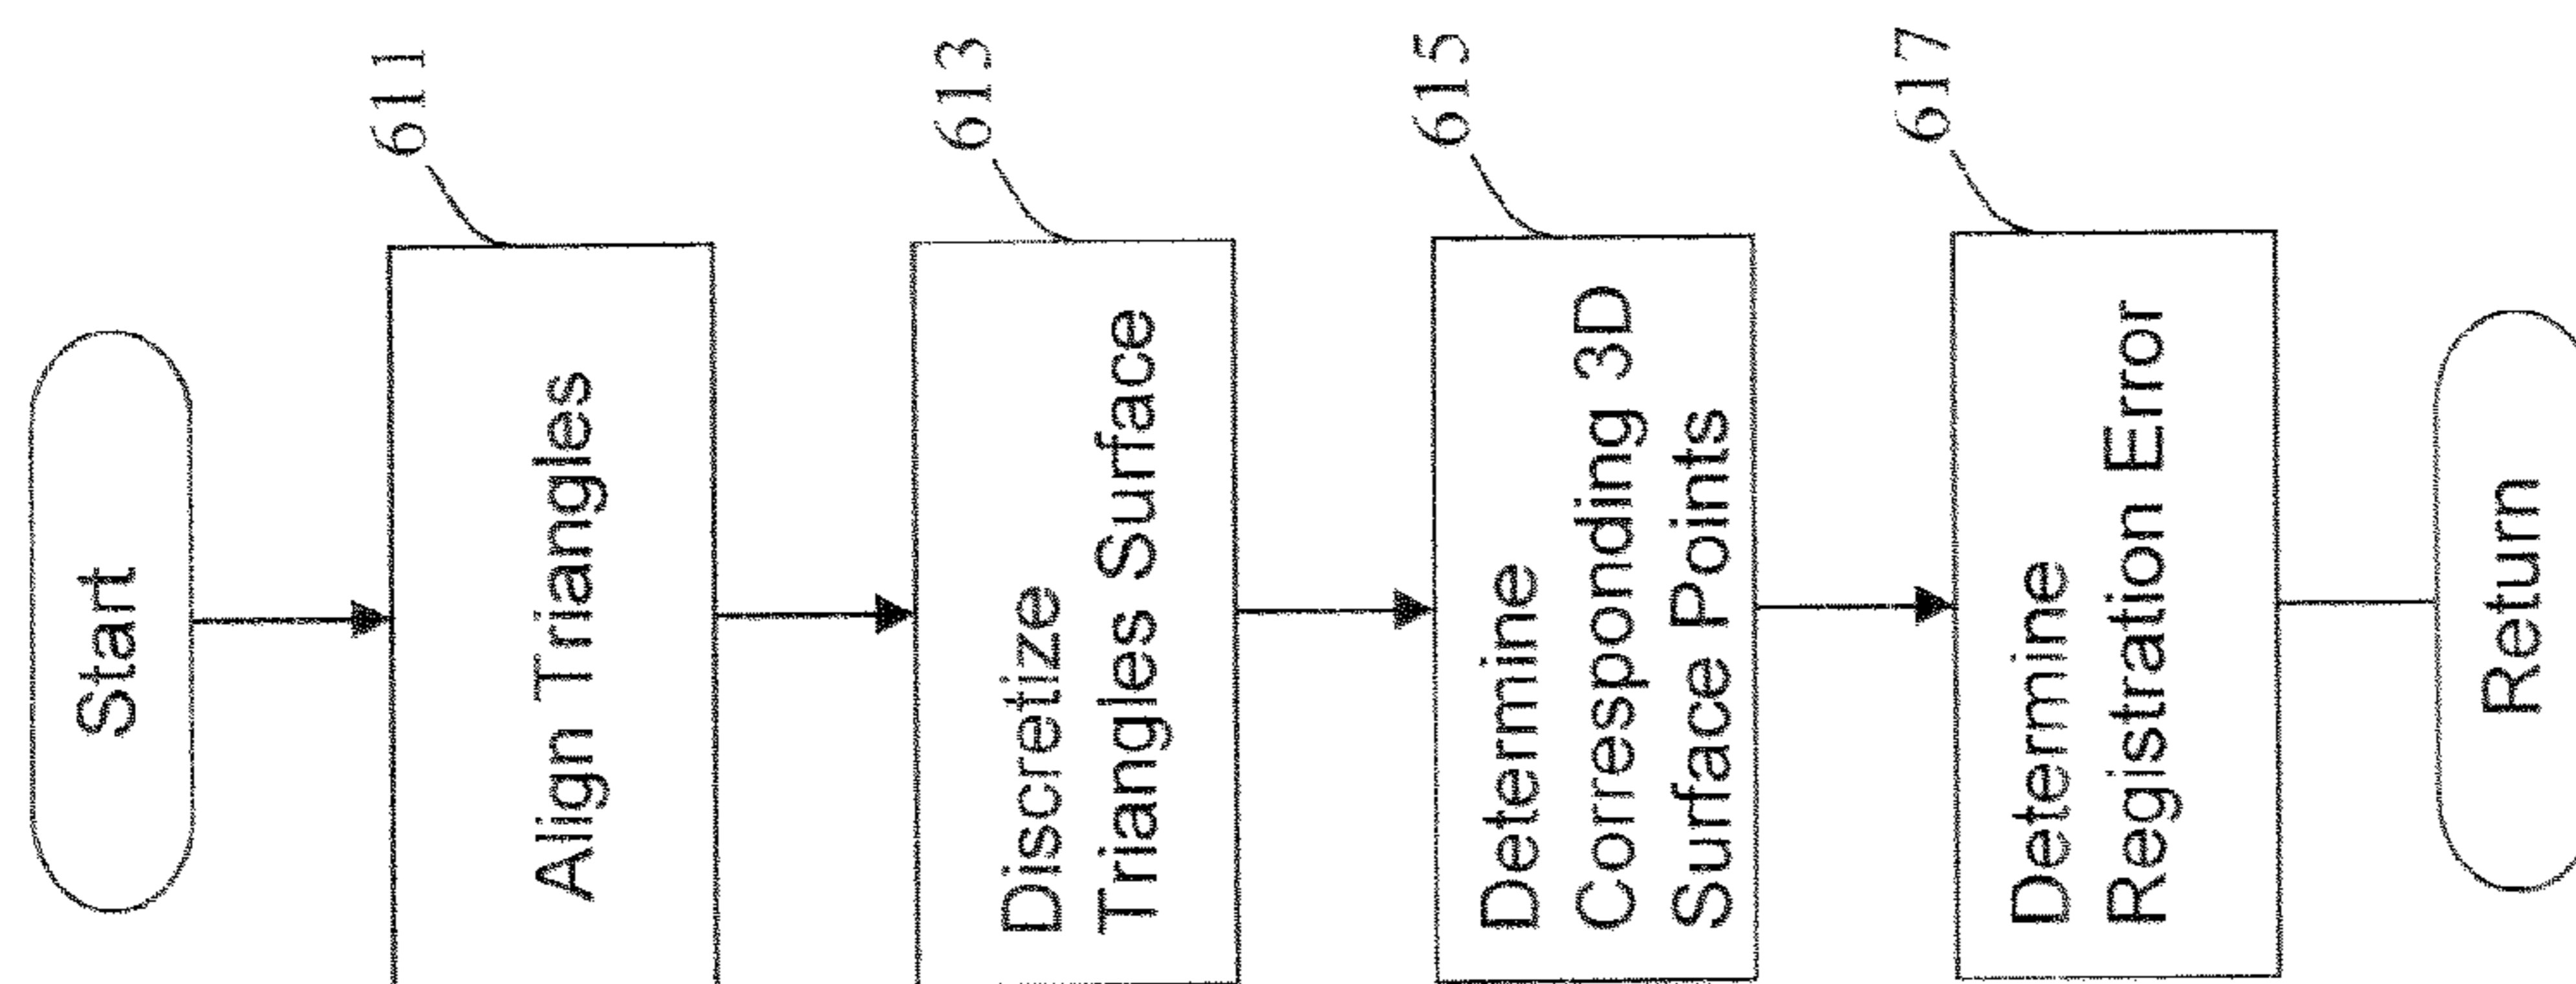 Start
611
Align Triangles
613
Discretize
Triangles Surface
615
Determine
Corresponding 3D
Surface Points
617
Determine
Registration Error
Return